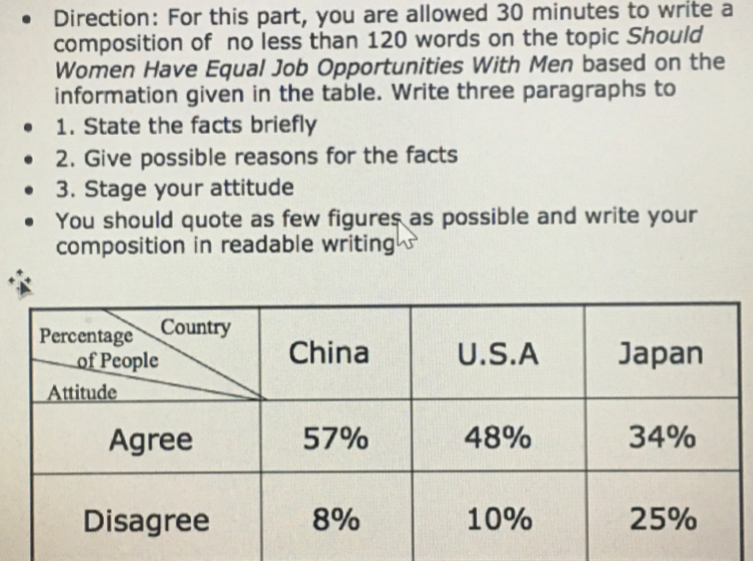 • Direction: For this part, you are allowed 30 minutes to write a
composition of no less than 120 words on the topic Should
Women Have Equal Job Opportunities With Men based on the
information given in the table. Write three paragraphs to
• 1. State the facts briefly
• 2. Give possible reasons for the facts
• 3. Stage your attitude
• You should quote as few figures as possible and write your
composition in readable writing
Country
Percentage
of People
Attitude
China U.S.A Japan
Agree 57% 48% 34%
Disagree 8% 10% 25%